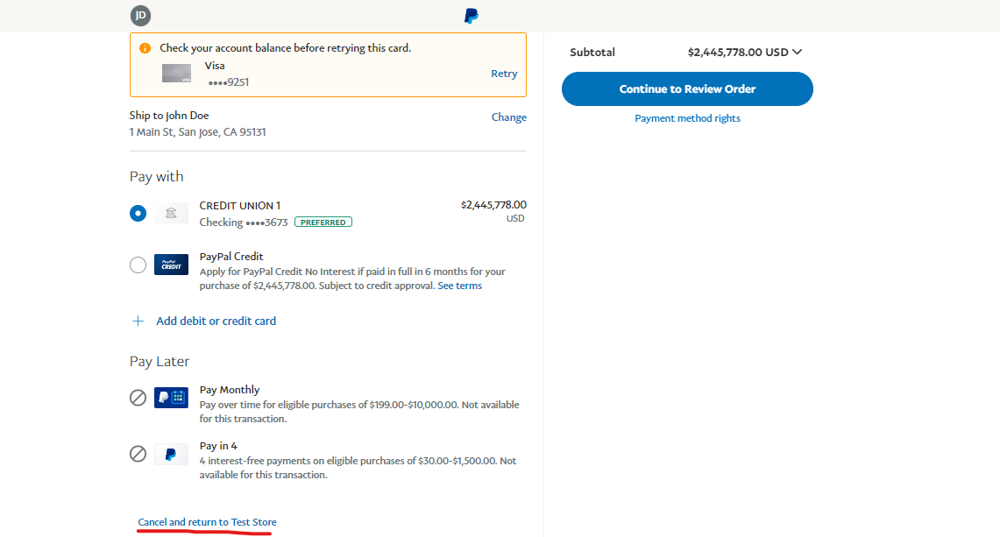 JD
Check your account balance before retrying this card.
Visa
••••9251
Retry
Ship to John Doe
Change
1 Main St, San Jose, CA 95131
Pay with
CREDIT UNION 1
$2,445,778.00
Checking ••••3673 PREFERRED
USD
PayPal CREDIT
PayPal Credit
Apply for PayPal Credit No Interest if paid in full in 6 months for your
purchase of $2,445,778.00. Subject to credit approval. See terms
Add debit or credit card
Pay Later
Pay Monthly
Pay over time for eligible purchases of $199.00-$10,000.00. Not available
for this transaction.
Pay in 4
4 interest-free payments on eligible purchases of $30.00-$1,500.00. Not
available for this transaction.
Cancel and return to Test Store
Subtotal $2,445,778.00 USD
Continue to Review Order
Payment method rights